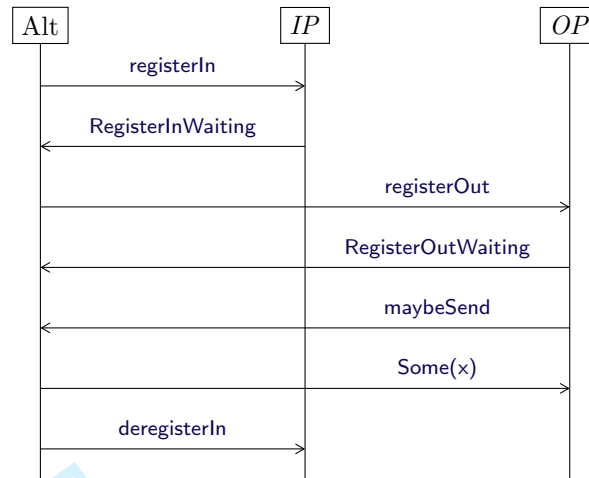 Alt IP OP
registerIn
RegisterInWaiting
registerOut
RegisterOutWaiting
maybeSend
Some(x)
deregisterIn